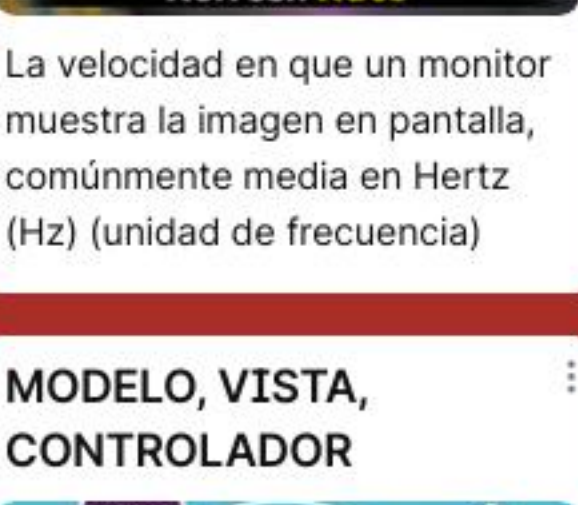 La velocidad en que un monitor
muestra la imagen en pantalla,
comúnmente media en Hertz
(Hz) (unidad de frecuencia)
MODELO, VISTA,
CONTROLADOR